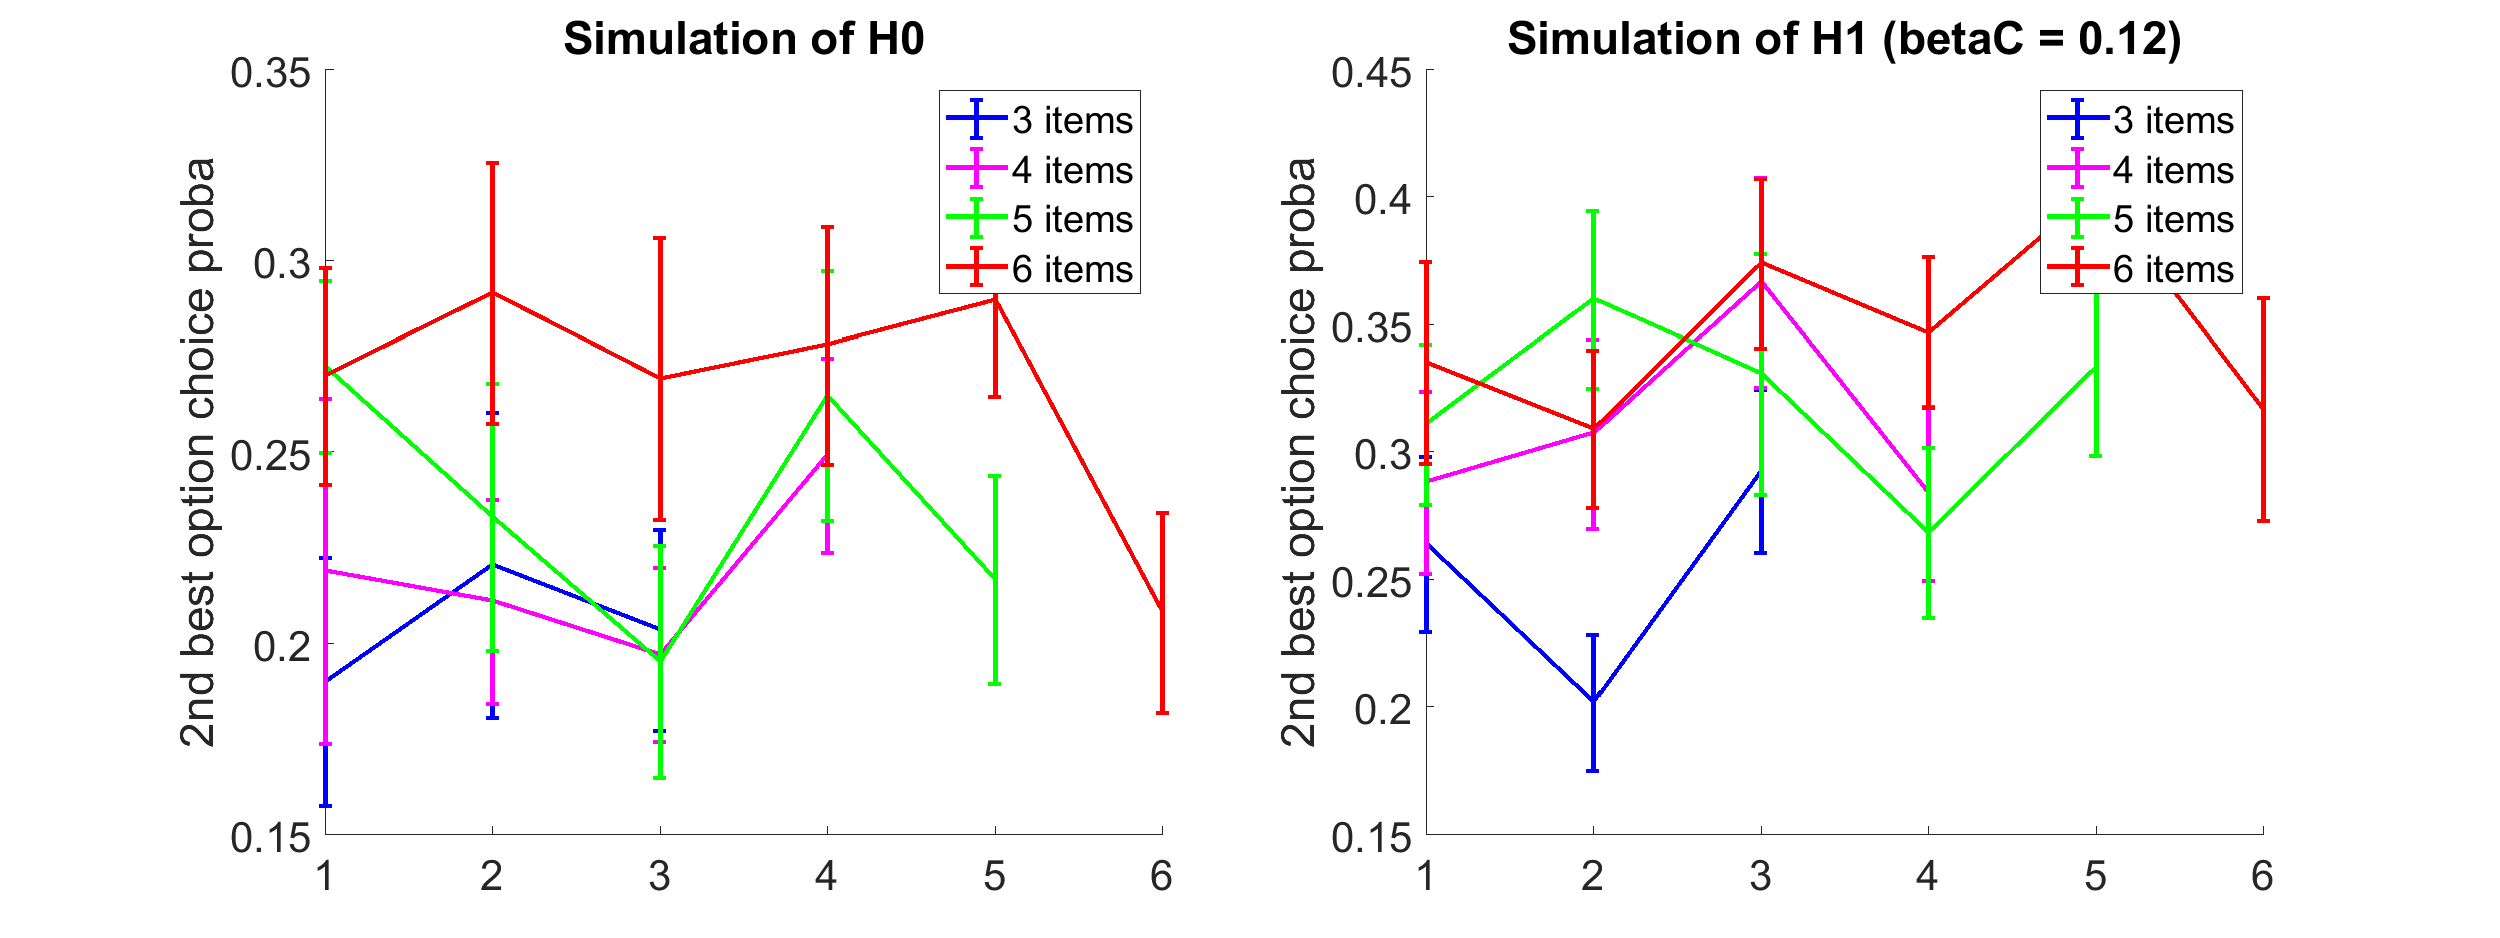 Simulation of H0
2nd best option choice proba
0.35
0.3
0.25
0.2
0.15
1 2 3 4 5 6
3 items
4 items
5 items
6 items
Simulation of H1 (betaC = 0.12)
2nd best option choice proba
0.45
0.4
0.35
0.3
0.25
0.2
0.15
1 2 3 4 5 6
3 items
4 items
5 items
6 items